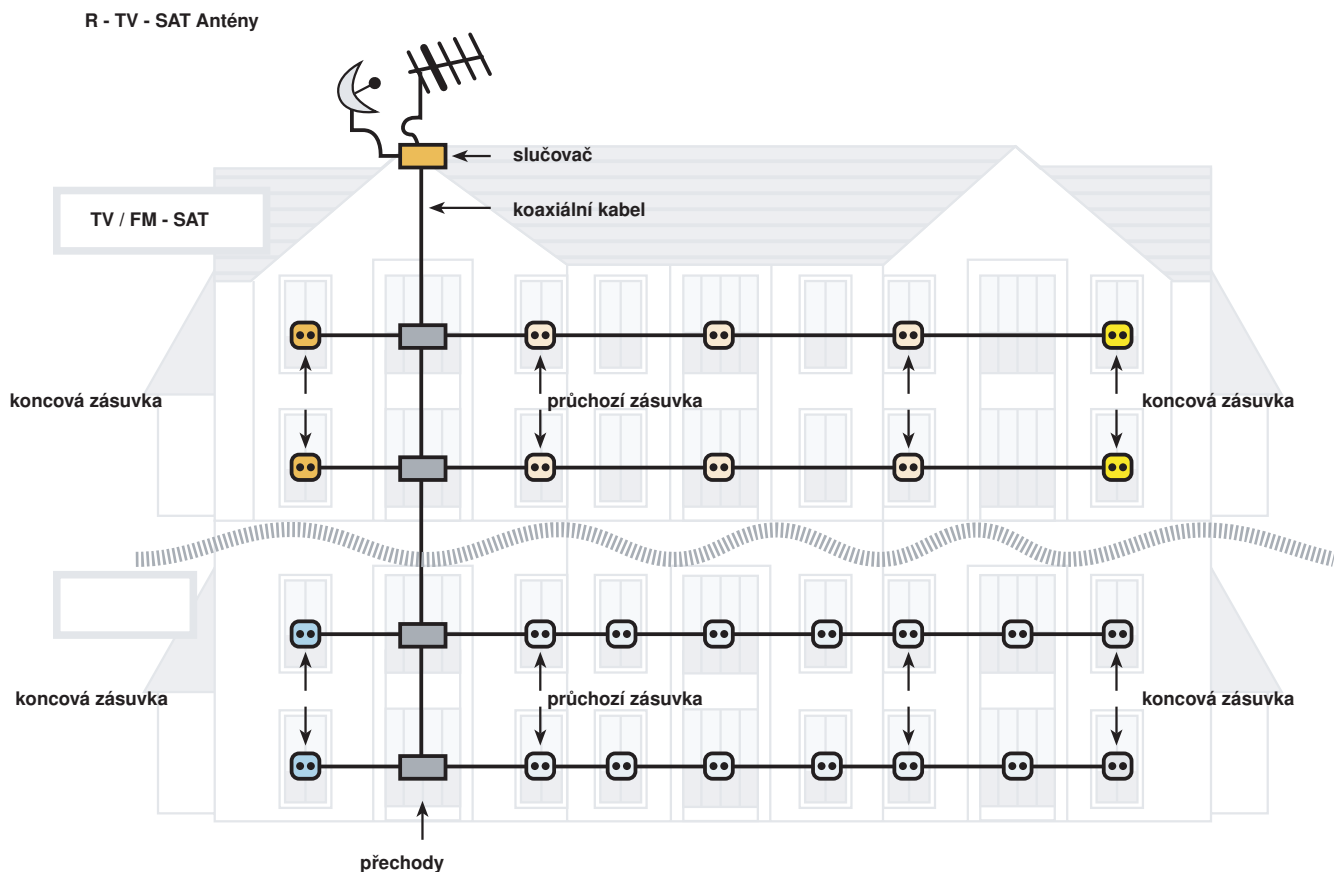 R - TV - SAT Antény
slučovač
koaxiální kabel
TV / FM - SAT
koncová zásuvka
průchozí zásuvka
koncová zásuvka
koncová zásuvka
průchozí zásuvka
koncová zásuvka
přechody